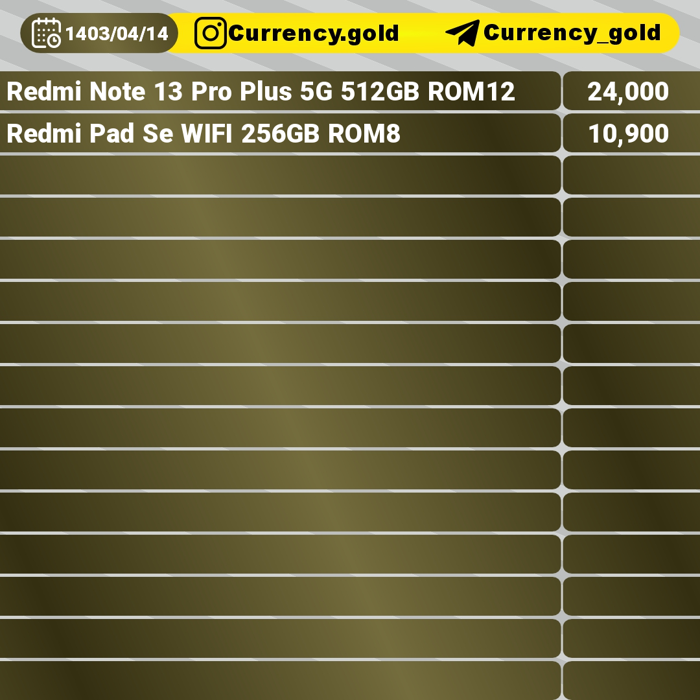 1403/04/14 Currency.gold Currency_gold
Redmi Note 13 Pro Plus 5G 512GB ROM12 24,000
Redmi Pad Se WIFI 256GB ROM8 10,900